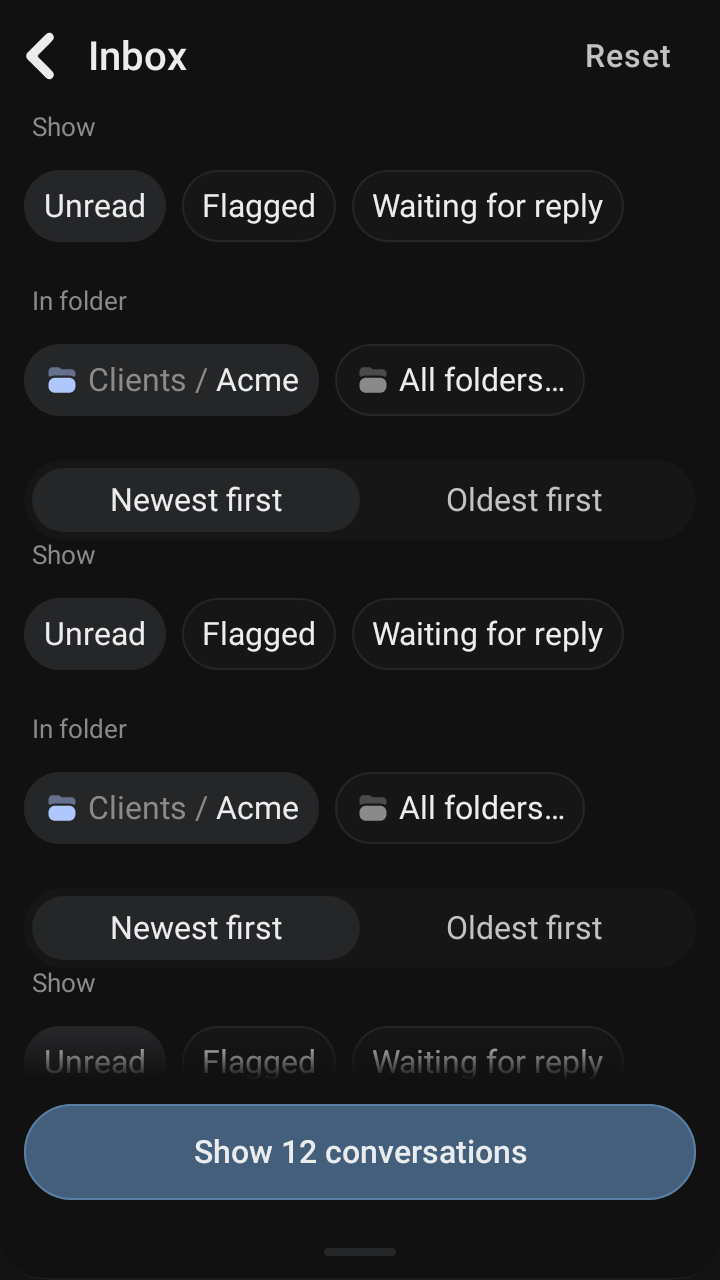 Inbox Reset
Show
Unread Flagged Waiting for reply
In folder
Clients / Acme All folders…
Newest first Oldest first
Show
Unread Flagged Waiting for reply
In folder
Clients / Acme All folders…
Newest first Oldest first
Show
Unread Flagged Waiting for reply
Show 12 conversations